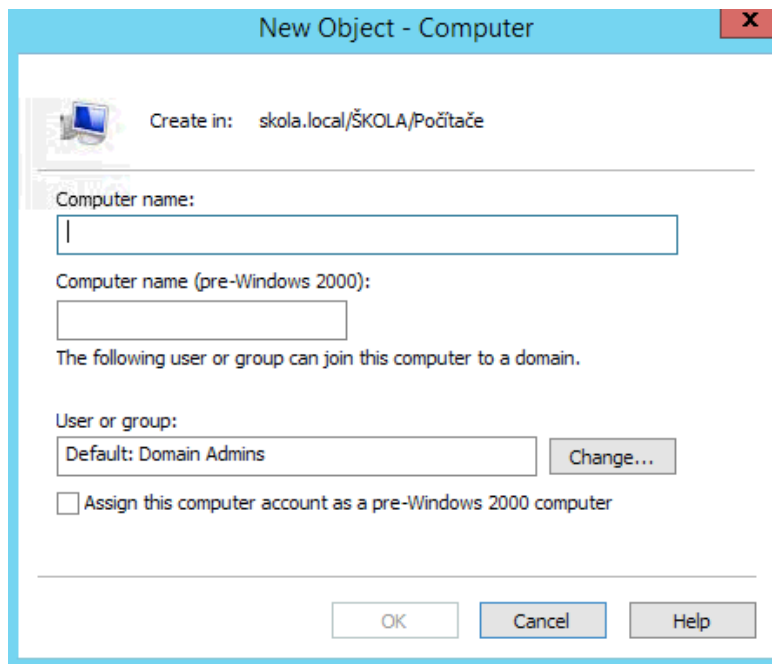 New Object - Computer
x
Create in: skola.local/ŠKOLA/Počítače
Computer name:
Computer name (pre-Windows 2000):
The following user or group can join this computer to a domain.
User or group:
Default: Domain Admins
Change...
Assign this computer account as a pre-Windows 2000 computer
OK
Cancel
Help